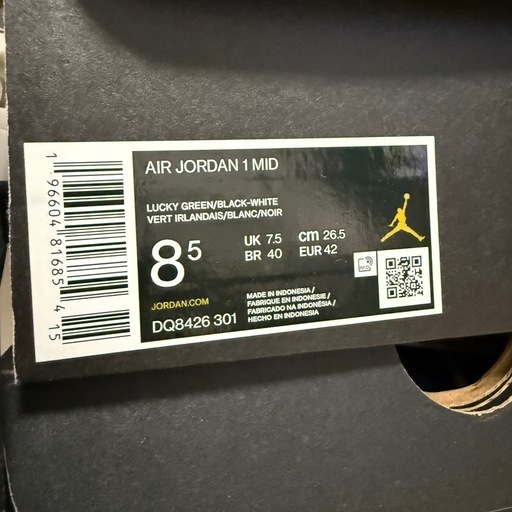 AIR JORDAN 1 MID
LUCKY GREEN/BLACK-WHITE
VERT IRLANDAIS/BLANC/NOIR
8 5
UK 7.5
cm 26.5
BR 40
EUR 42
JORDAN.COM
DQ8426 301
MADE IN INDONESIA /
FABRIQUE EN INDONESIE /
FABRICADO NA INDONÉSIA /
HECHO EN INDONESIA
1 96604 81685 4 15